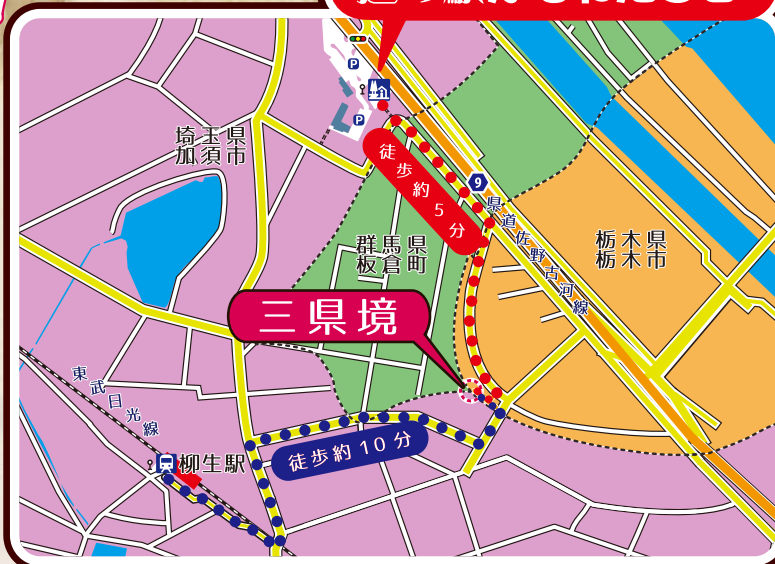 埼玉県
加須市
P
P
徒歩約5分
9
県道佐野古河線
群馬県
板倉町
栃木県
栃木市
三県境
東武日光線
柳生駅
徒歩約10分